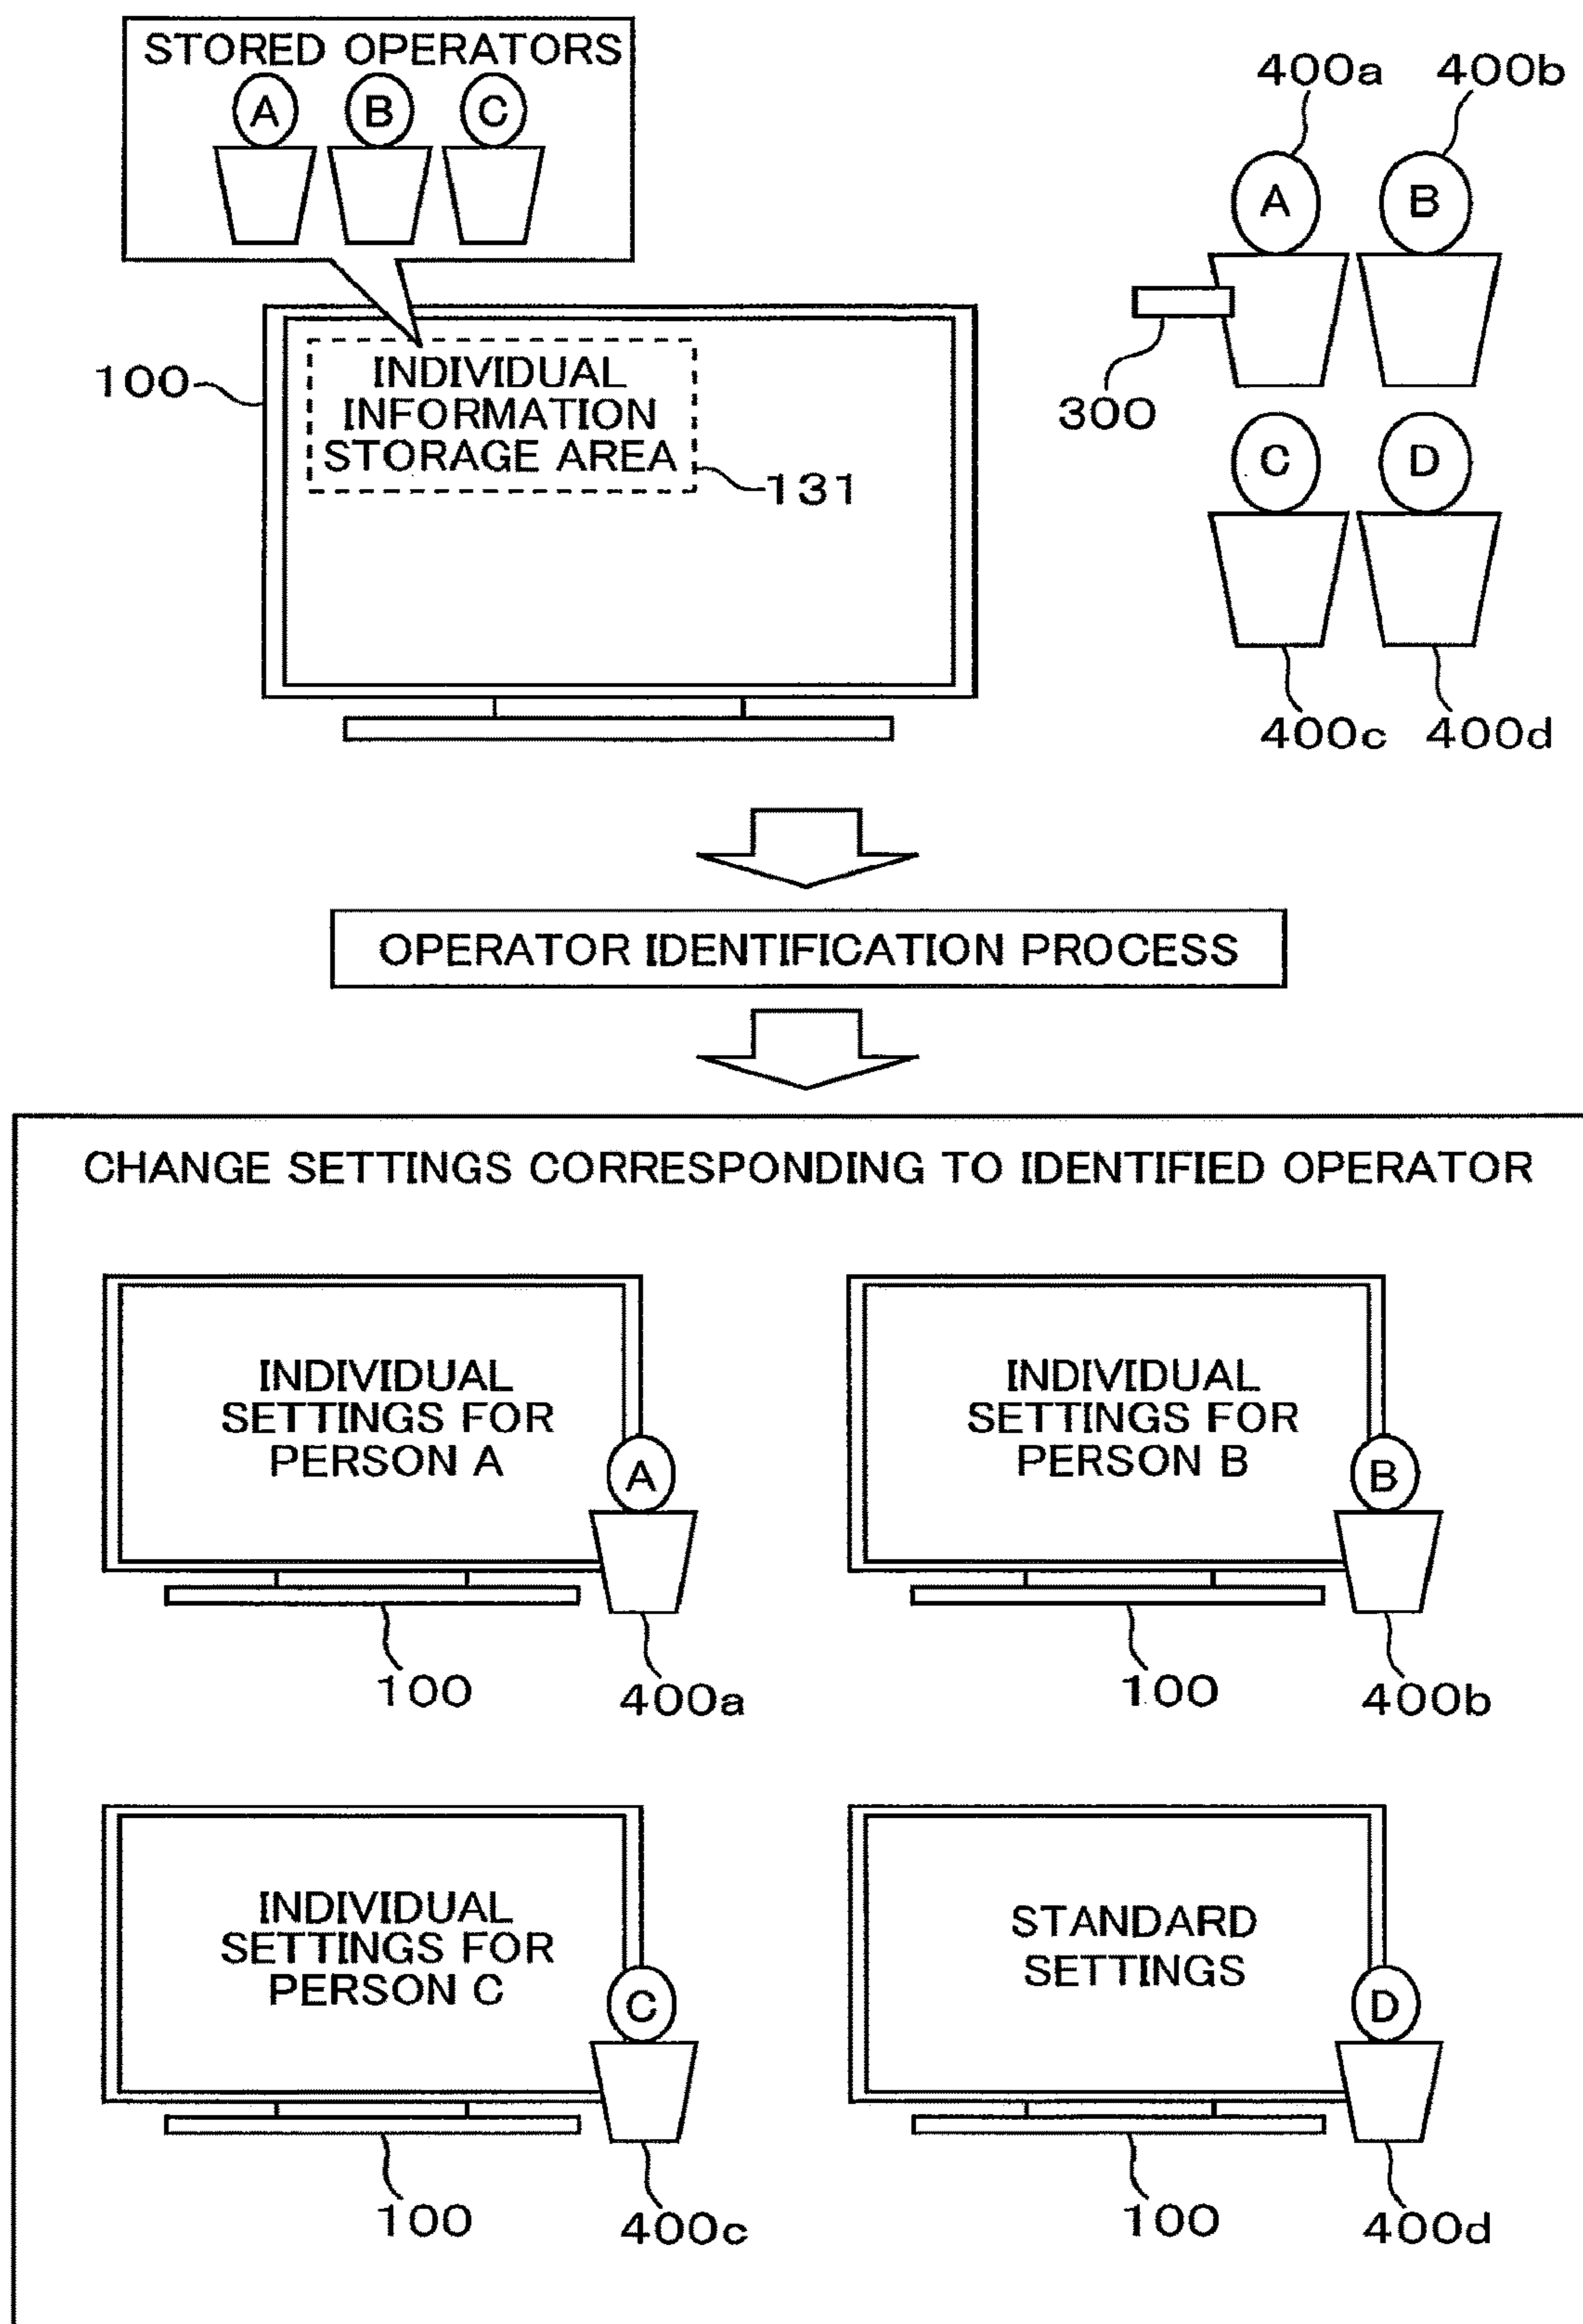 STORED OPERATORS
A B C
400a 400b
A B
300
100
INDIVIDUAL
INFORMATION
STORAGE AREA
131
C D
400c 400d
OPERATOR IDENTIFICATION PROCESS
CHANGE SETTINGS CORRESPONDING TO IDENTIFIED OPERATOR
INDIVIDUAL
SETTINGS FOR
PERSON A
A
100
400a
INDIVIDUAL
SETTINGS FOR
PERSON B
B
100
400b
INDIVIDUAL
SETTINGS FOR
PERSON C
C
100
400c
STANDARD
SETTINGS
D
100
400d